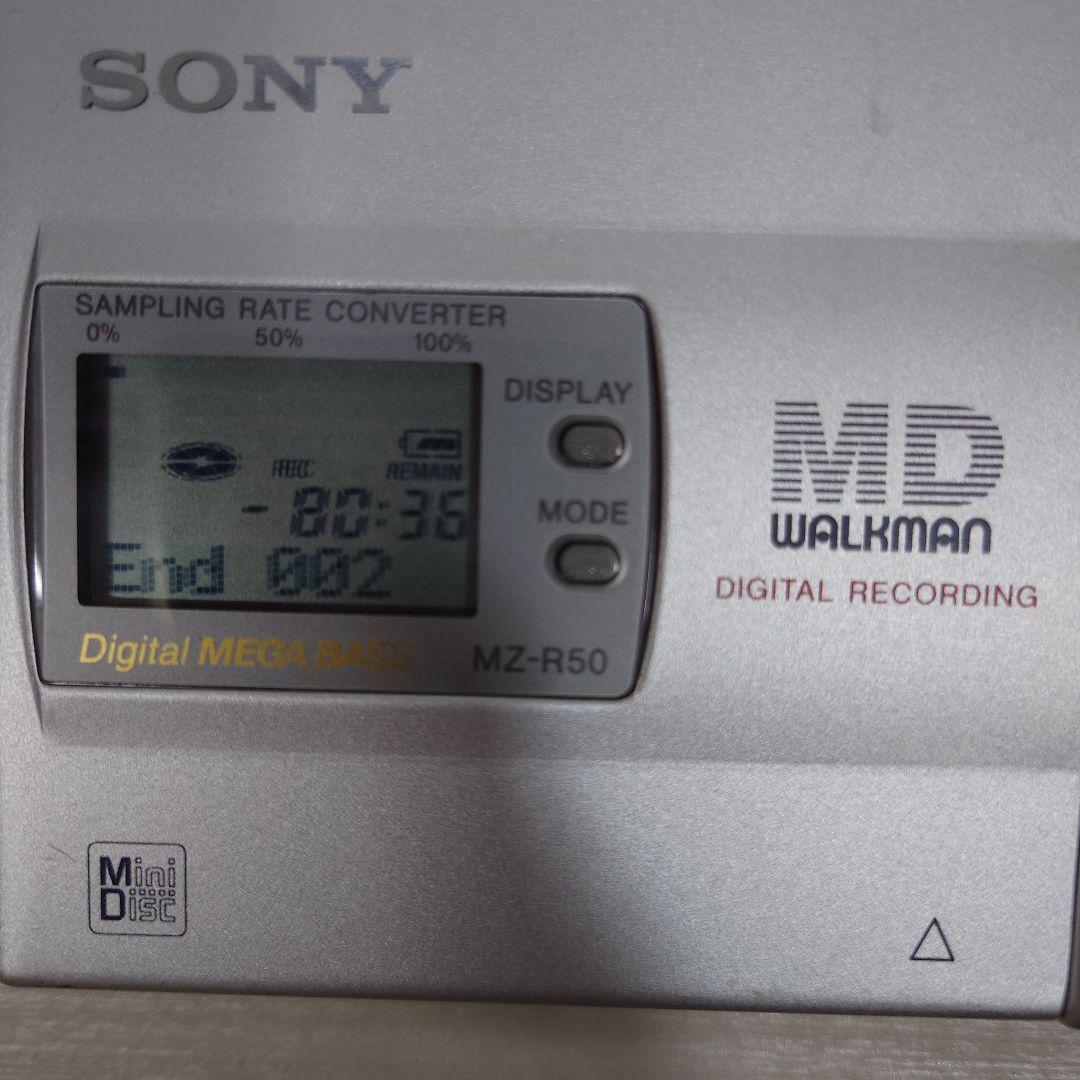 SONY
SAMPLING RATE CONVERTER
0% 50% 100%
DISPLAY
REC REMAIN
-80:36
MODE
End 002
Digital MEGA BASS MZ-R50
MD
WALKMAN
DIGITAL RECORDING
Mini
Disc